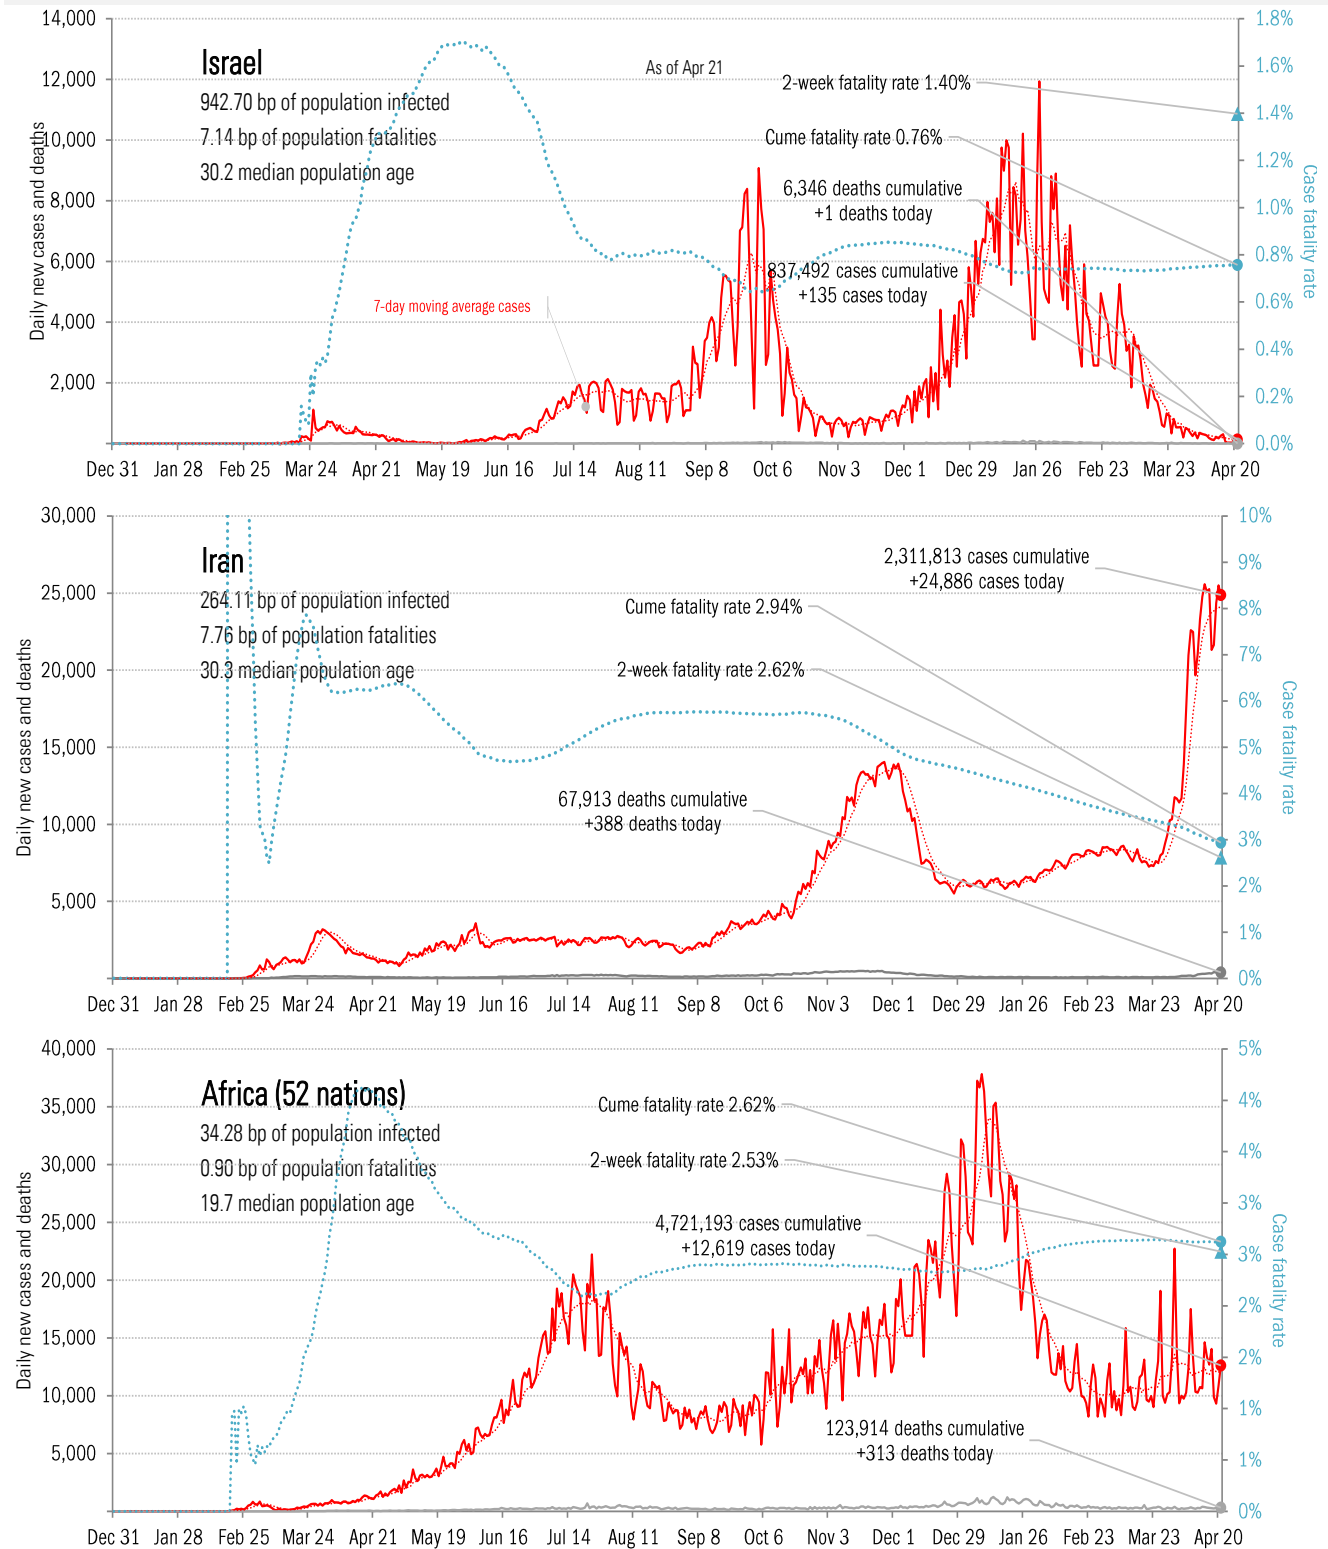 14,000
1.8%
Israel
As of Apr 21
12,000
2-week fatality rate 1.40%
1.6%
942.70 bp of population infected
1.4%
10,000
7.14 bp of population fatalities
Cume fatality rate 0.76%
1.2%
30.2 median population age
8,000
6,346 deaths cumulative
+1 deaths today
1.0%
Daily new cases and deaths
Case fatality rate
6,000
837,492 cases cumulative
+135 cases today
0.8%
7-day moving average cases
0.6%
4,000
0.4%
2,000
0.2%
0.0%
Dec 31 Jan 28 Feb 25 Mar 24 Apr 21 May 19 Jun 16 Jul 14 Aug 11 Sep 8 Oct 6 Nov 3 Dec 1 Dec 29 Jan 26 Feb 23 Mar 23 Apr 20
30,000
10%
Iran
2,311,813 cases cumulative
+24,886 cases today
9%
25,000
264.11 bp of population infected
Cume fatality rate 2.94%
8%
7.76 bp of population fatalities
7%
20,000
30.3 median population age
2-week fatality rate 2.62%
6%
Daily new cases and deaths
Case fatality rate
15,000
5%
67,913 deaths cumulative
+388 deaths today
4%
10,000
3%
5,000
2%
1%
0%
Dec 31 Jan 28 Feb 25 Mar 24 Apr 21 May 19 Jun 16 Jul 14 Aug 11 Sep 8 Oct 6 Nov 3 Dec 1 Dec 29 Jan 26 Feb 23 Mar 23 Apr 20
40,000
5%
Africa (52 nations)
35,000
Cume fatality rate 2.62%
4%
34.28 bp of population infected
30,000
0.90 bp of population fatalities
2-week fatality rate 2.53%
4%
19.7 median population age
3%
25,000
4,721,193 cases cumulative
+12,619 cases today
3%
Daily new cases and deaths
Case fatality rate
20,000
2%
15,000
2%
10,000
1%
123,914 deaths cumulative
+313 deaths today
5,000
1%
0%
Dec 31 Jan 28 Feb 25 Mar 24 Apr 21 May 19 Jun 16 Jul 14 Aug 11 Sep 8 Oct 6 Nov 3 Dec 1 Dec 29 Jan 26 Feb 23 Mar 23 Apr 20